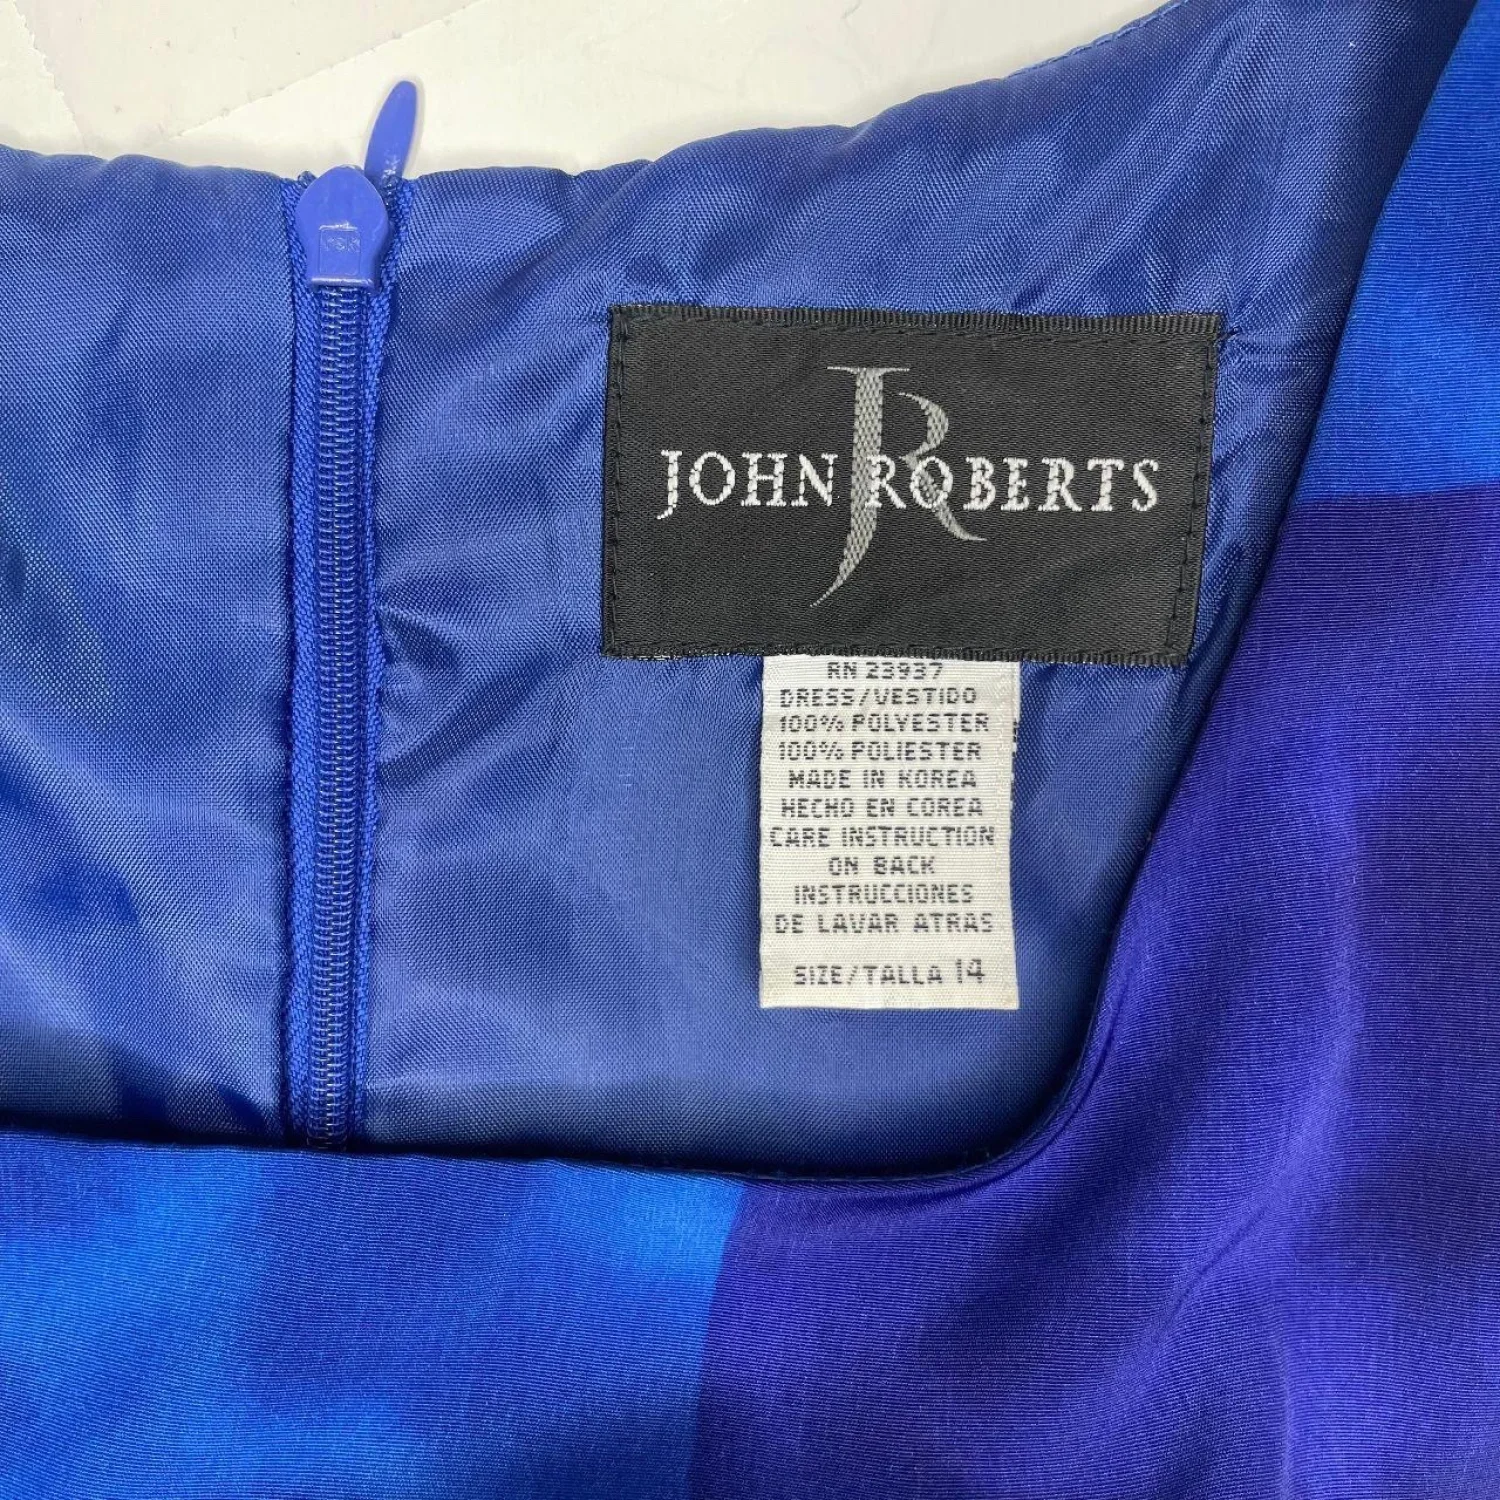 YKK
JR
JOHN ROBERTS
RN 23937
DRESS/VESTIDO
100% POLYESTER
100% POLIESTER
MADE IN KOREA
HECHO EN COREA
CARE INSTRUCTION
ON BACK
INSTRUCCIONES
DE LAVAR ATRAS
SIZE/TALLA 14